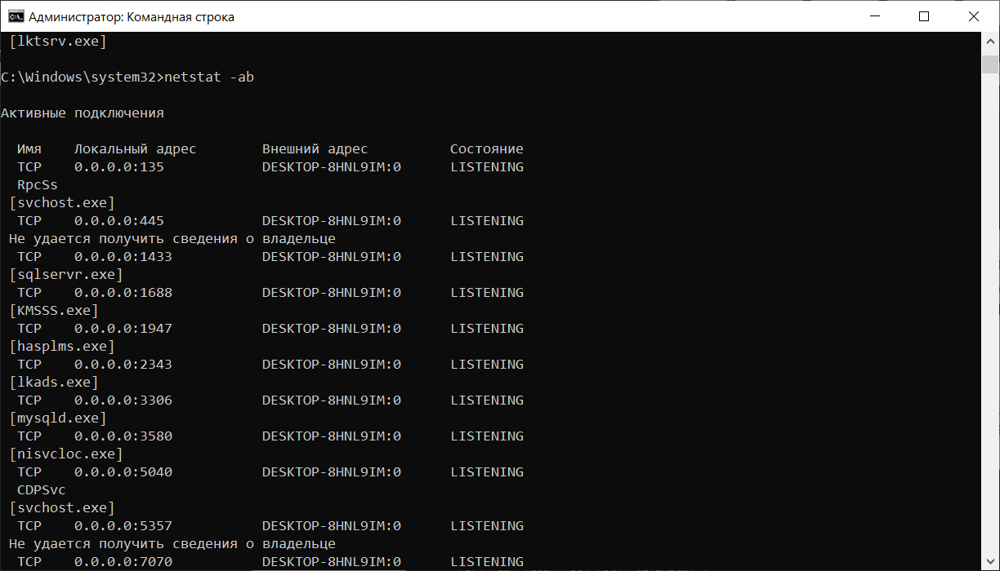 Администратор: Командная строка
[lktsrv.exe]
C:\Windows\system32>netstat -ab
Активные подключения
Имя Локальный адрес Внешний адрес Состояние
TCP 0.0.0.0:135 DESKTOP-8HNL9IM:0 LISTENING
RpcSs
[svchost.exe]
TCP 0.0.0.0:445 DESKTOP-8HNL9IM:0 LISTENING
Не удается получить сведения о владельце
TCP 0.0.0.0:1433 DESKTOP-8HNL9IM:0 LISTENING
[sqlservr.exe]
TCP 0.0.0.0:1688 DESKTOP-8HNL9IM:0 LISTENING
[KMSSS.exe]
TCP 0.0.0.0:1947 DESKTOP-8HNL9IM:0 LISTENING
[hasplms.exe]
TCP 0.0.0.0:2343 DESKTOP-8HNL9IM:0 LISTENING
[lkads.exe]
TCP 0.0.0.0:3306 DESKTOP-8HNL9IM:0 LISTENING
[mysqld.exe]
TCP 0.0.0.0:3580 DESKTOP-8HNL9IM:0 LISTENING
[nisvcloc.exe]
TCP 0.0.0.0:5040 DESKTOP-8HNL9IM:0 LISTENING
CDPSvc
[svchost.exe]
TCP 0.0.0.0:5357 DESKTOP-8HNL9IM:0 LISTENING
Не удается получить сведения о владельце
TCP 0.0.0.0:7070 DESKTOP-8HNL9IM:0 LISTENING